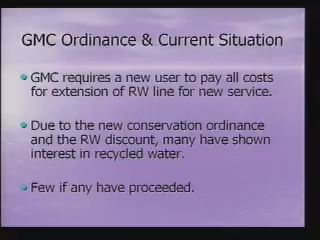 GMC Ordinance & Current Situation
GMC requires a new user to pay all costs
for extension of RW line for new service.
Due to the new conservation ordinance
and the RW discount, many have shown
interest in recycled water.
Few if any have proceeded.